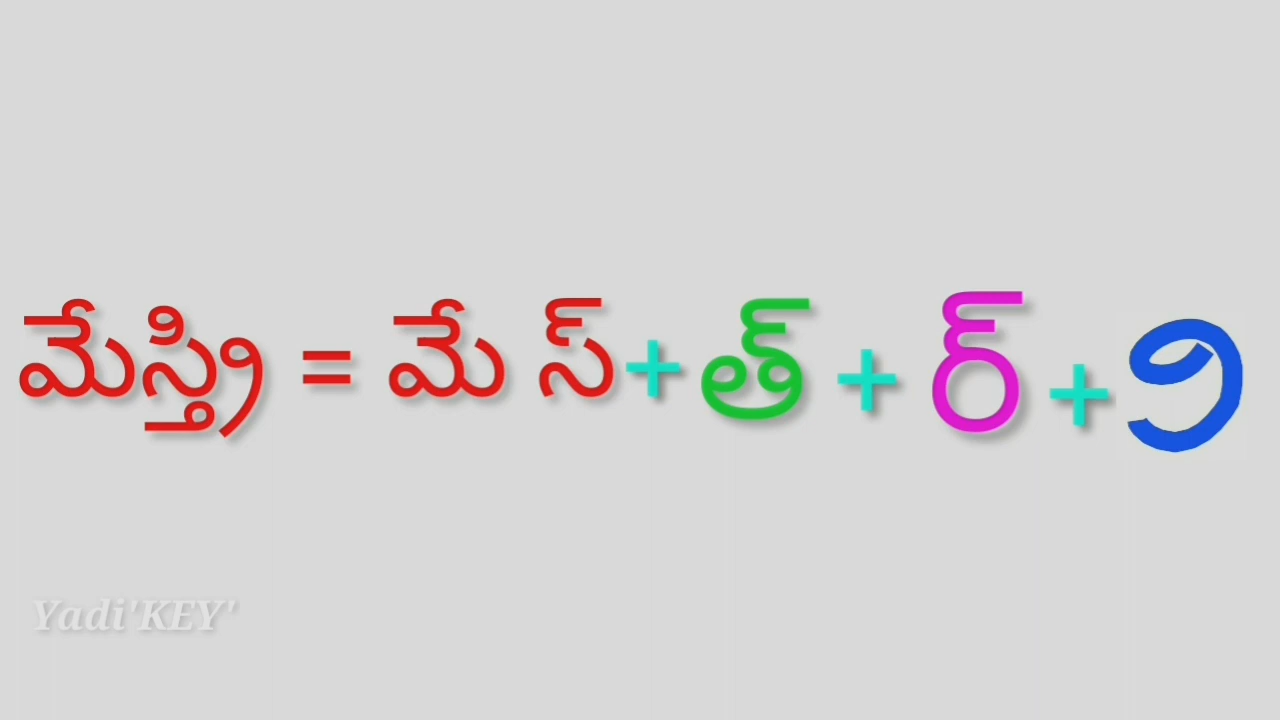 మేస్త్రి = మే స్+త్ + ర్ + ి
Yadi'KEY'